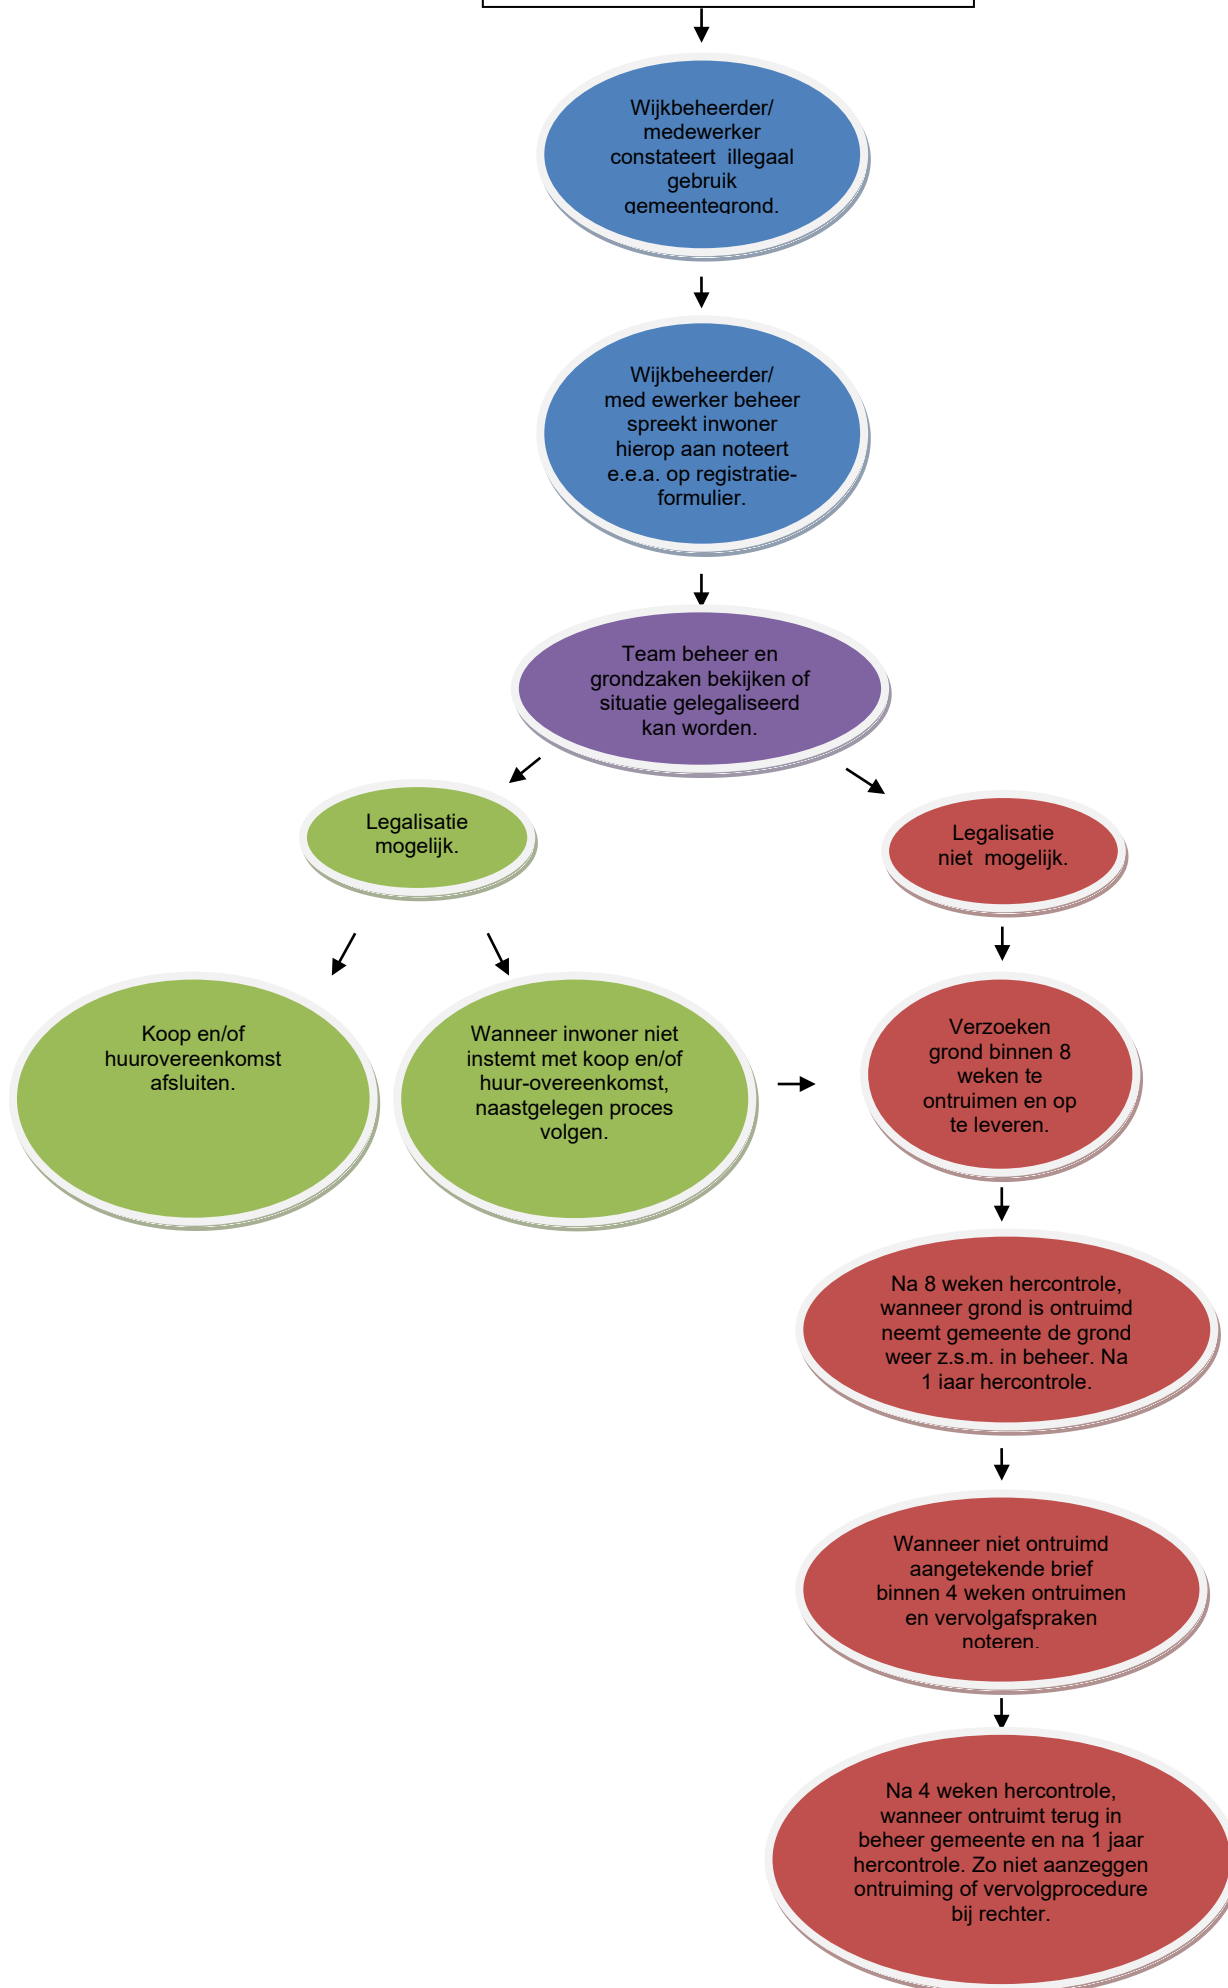 Wijkbeheerder/
medewerker
constateert illegaal
gebruik
gemeentegrond.
Wijkbeheerder/
med ewerker beheer
spreekt inwoner
hierop aan noteert
e.e.a. op registratie-
formulier.
Team beheer en
grondzaken bekijken of
situatie gelegaliseerd
kan worden.
Legalisatie
mogelijk.
Legalisatie
niet mogelijk.
Koop en/of
huurovereenkomst
afsluiten.
Wanneer inwoner niet
instemt met koop en/of
huur-overeenkomst,
naastgelegen proces
volgen.
Verzoeken
grond binnen 8
weken te
ontruimen en op
te leveren.
Na 8 weken hercontrole,
wanneer grond is ontruimd
neemt gemeente de grond
weer z.s.m. in beheer. Na
1 jaar hercontrole.
Wanneer niet ontruimd
aangetekende brief
binnen 4 weken ontruimen
en vervolgafspraken
noteren.
Na 4 weken hercontrole,
wanneer ontruimt terug in
beheer gemeente en na 1 jaar
hercontrole. Zo niet aanzeggen
ontruiming of vervolgprocedure
bij rechter.